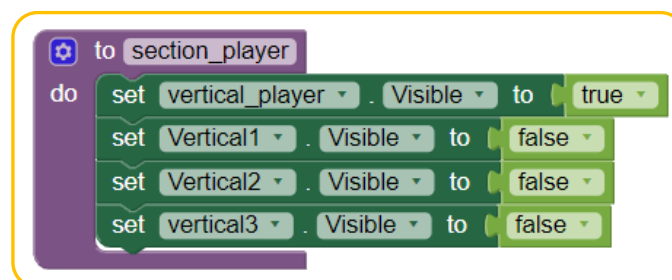 to section_player
do set vertical_player . Visible to true
set Vertical1 . Visible to false
set Vertical2 . Visible to false
set vertical3 . Visible to false